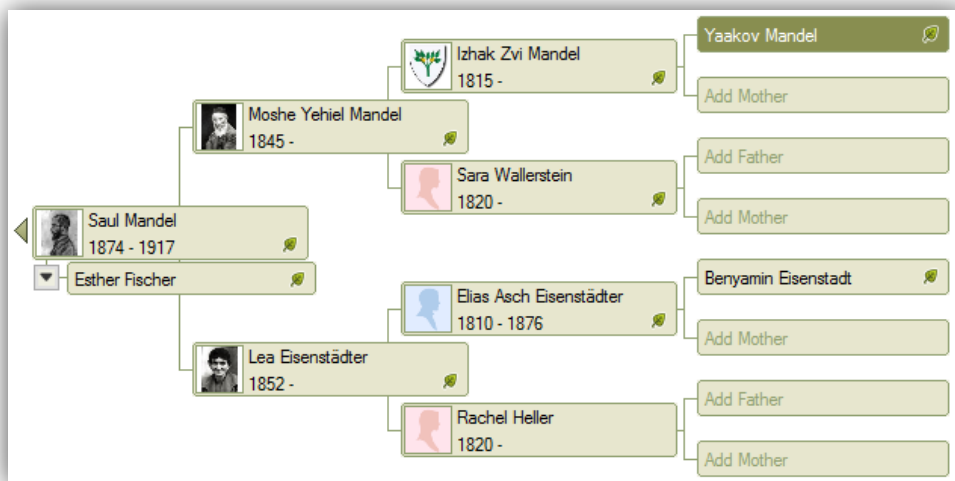 Yaakov Mandel
Izhak Zvi Mandel
1815 -
Add Mother
Moshe Yehiel Mandel
1845 -
Add Father
Sara Wallerstein
1820 -
Add Mother
Saul Mandel
1874 - 1917
Esther Fischer
Benyamin Eisenstadt
Elias Asch Eisenstädter
1810 - 1876
Add Mother
Lea Eisenstädter
1852 -
Add Father
Rachel Heller
1820 -
Add Mother